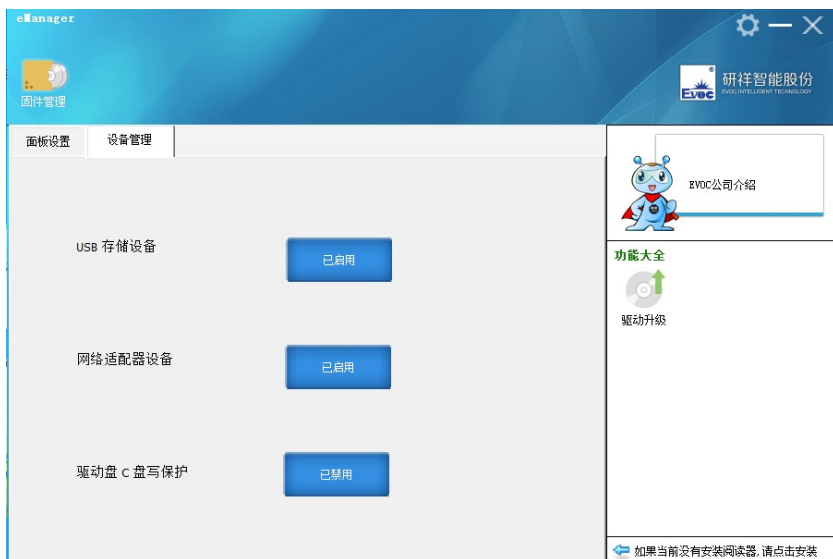 eManager
固件管理
EVOC
研祥智能股份
EVOC INTELLIGENT TECHNOLOGY
面板设置
设备管理
EVOC公司介绍
USB 存储设备
已启用
功能大全
驱动升级
网络适配器设备
已启用
驱动盘 C 盘写保护
已禁用
如果当前没有安装阅读器,请点击安装